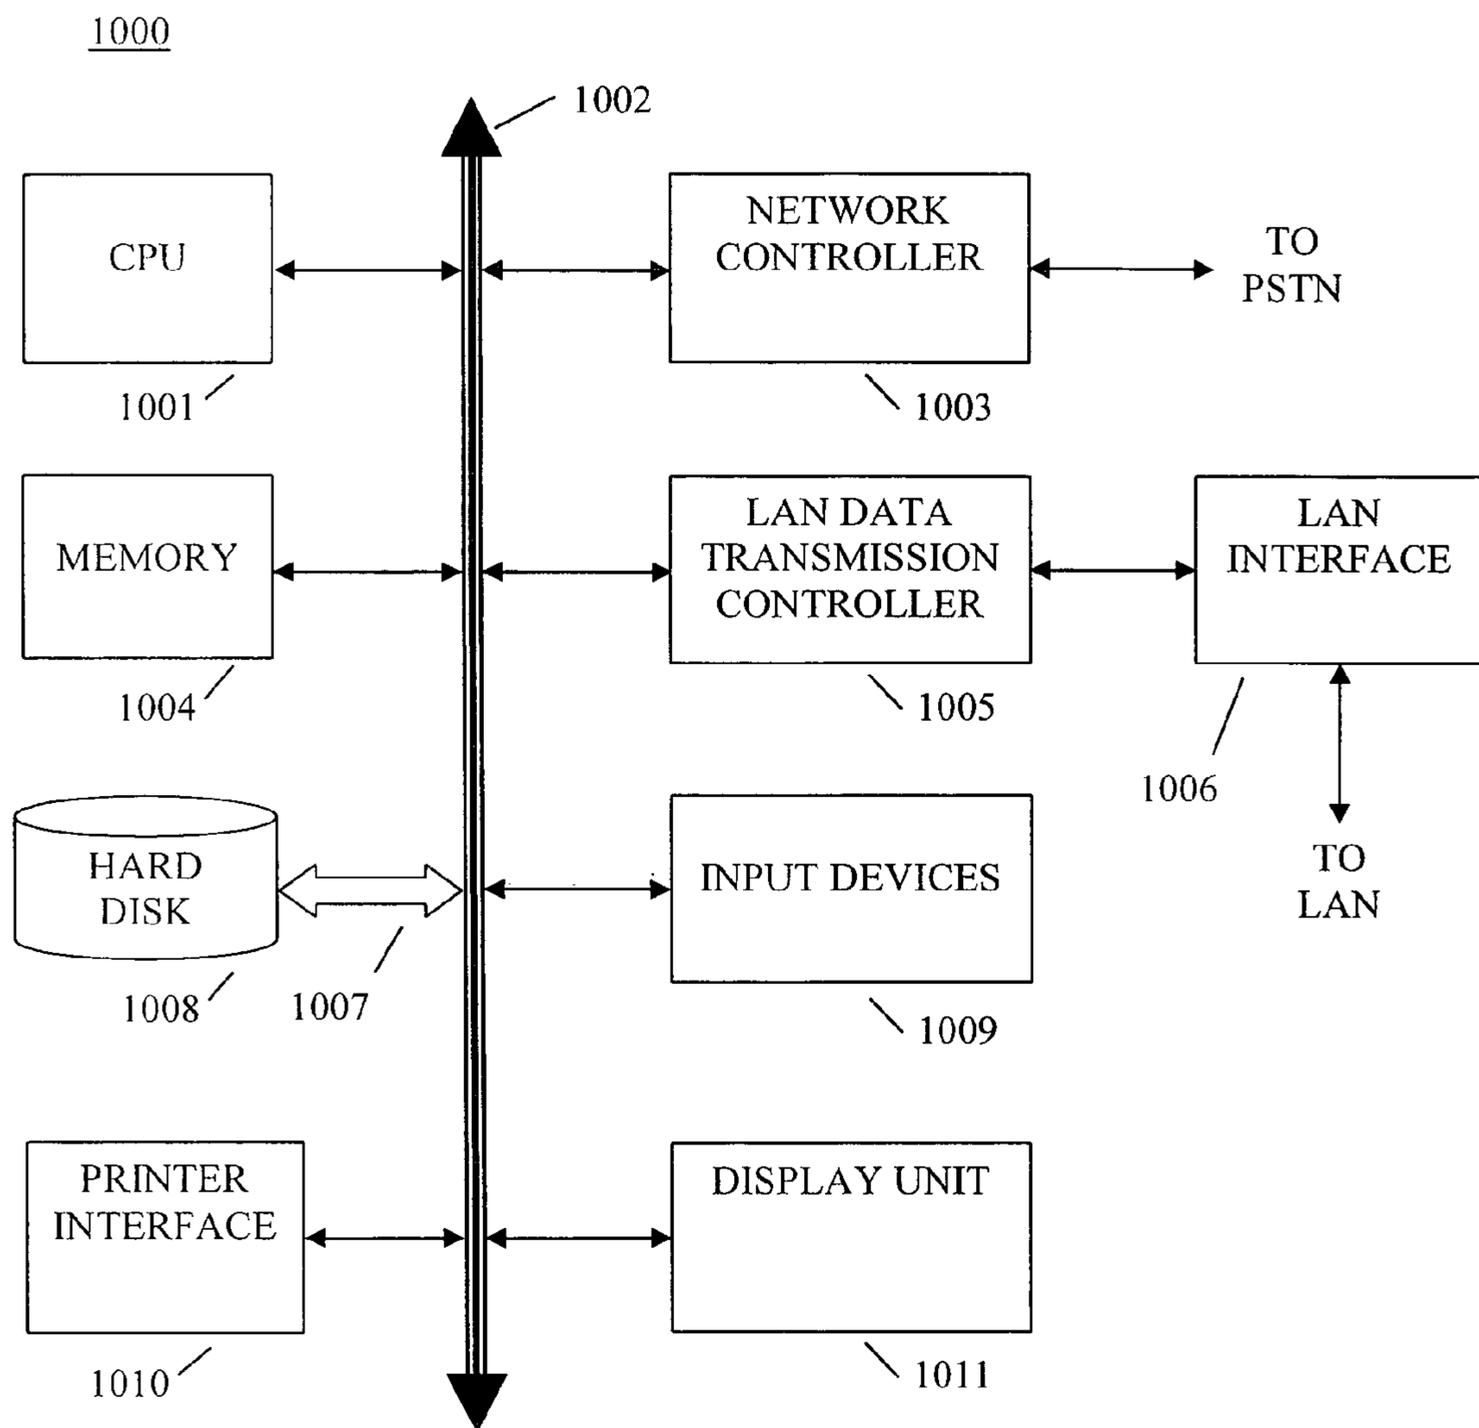 1000
1002
CPU
1001
NETWORK
CONTROLLER
1003
TO
PSTN
MEMORY
1004
LAN DATA
TRANSMISSION
CONTROLLER
1005
LAN
INTERFACE
1006
TO
LAN
HARD
DISK
1008
1007
INPUT DEVICES
1009
PRINTER
INTERFACE
1010
DISPLAY UNIT
1011